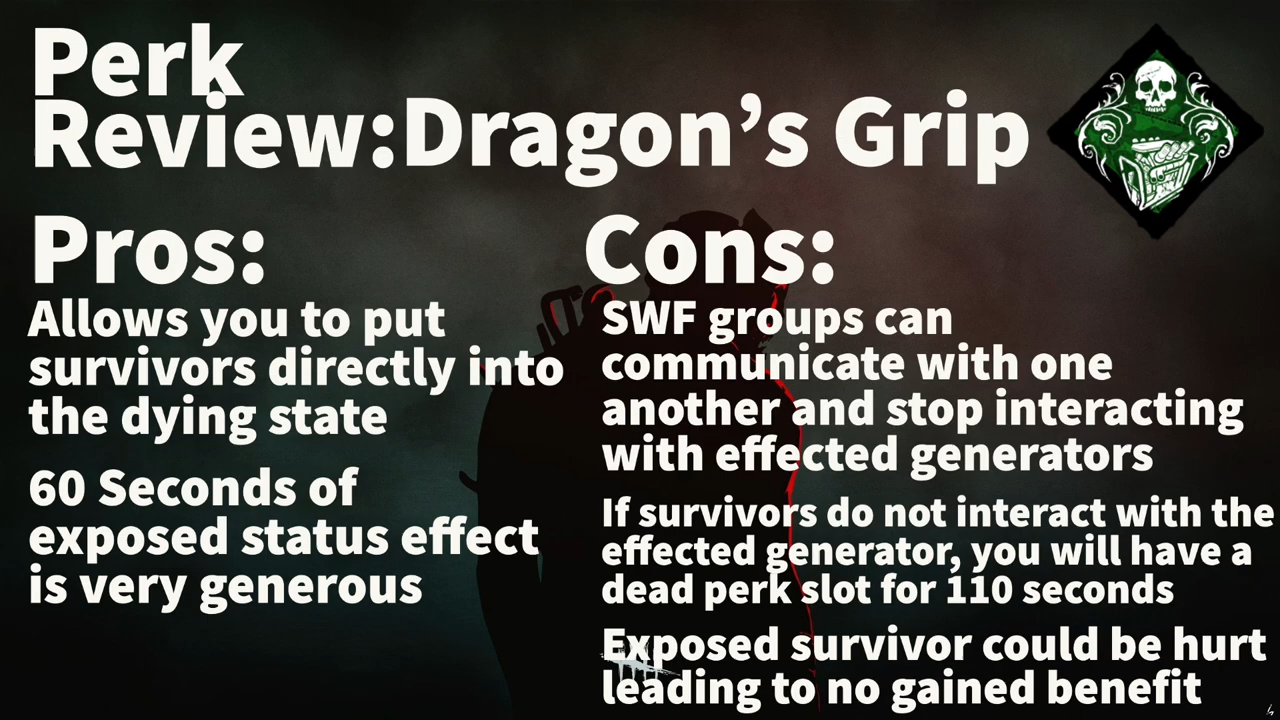 Perk
Review:Dragon’s Grip
Pros:
Allows you to put
survivors directly into
the dying state
60 Seconds of
exposed status effect
is very generous
Cons:
SWF groups can
communicate with one
another and stop interacting
with effected generators
If survivors do not interact with the
effected generator, you will have a
dead perk slot for 110 seconds
Exposed survivor could be hurt
leading to no gained benefit